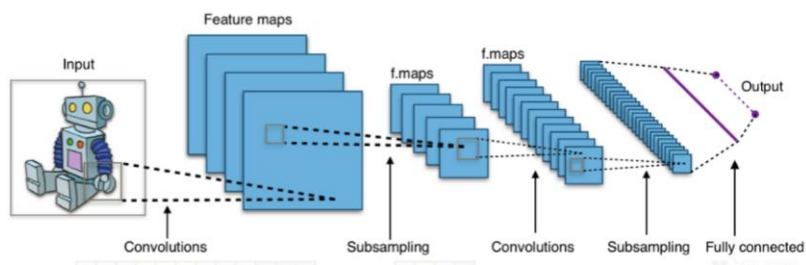 Feature maps
Input
f.maps
f.maps
Output
Convolutions
Subsampling
Convolutions
Subsampling
Fully connected